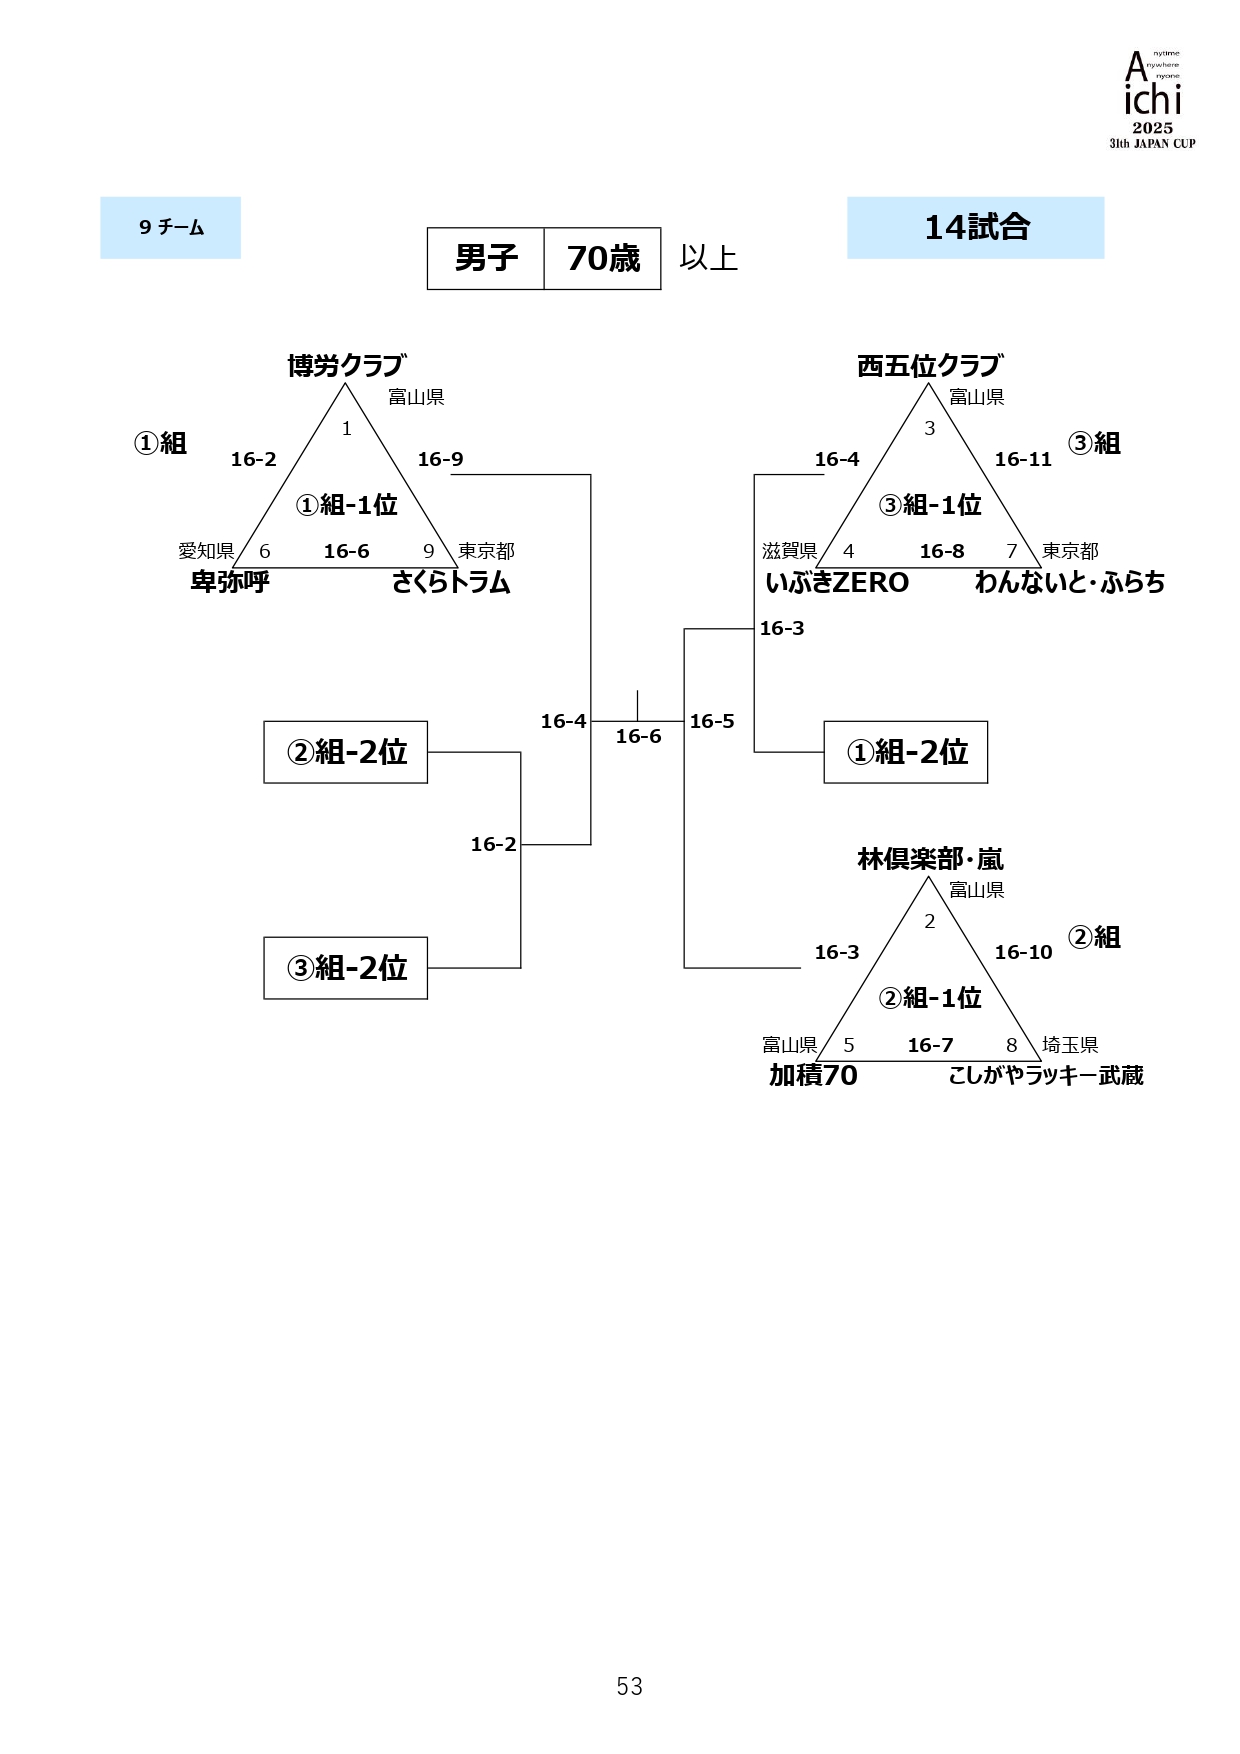 Anytime
Anywhere
Anyone
Aichi
2025
31th JAPAN CUP
9 チーム
14試合
男子 70歳 以上
博労クラブ
富山県
1
①組
16-2 16-9
①組-1位
愛知県 6 16-6 9 東京都
卑弥呼 さくらトラム
西五位クラブ
富山県
3
③組
16-4 16-11
③組-1位
滋賀県 4 16-8 7 東京都
いぶきZERO わんないと・ふらち
16-3
16-4 16-5
16-6
②組-2位
①組-2位
16-2
③組-2位
林倶楽部・嵐
富山県
2
②組
16-3 16-10
②組-1位
富山県 5 16-7 8 埼玉県
加積70 こしがやラッキー武蔵
53